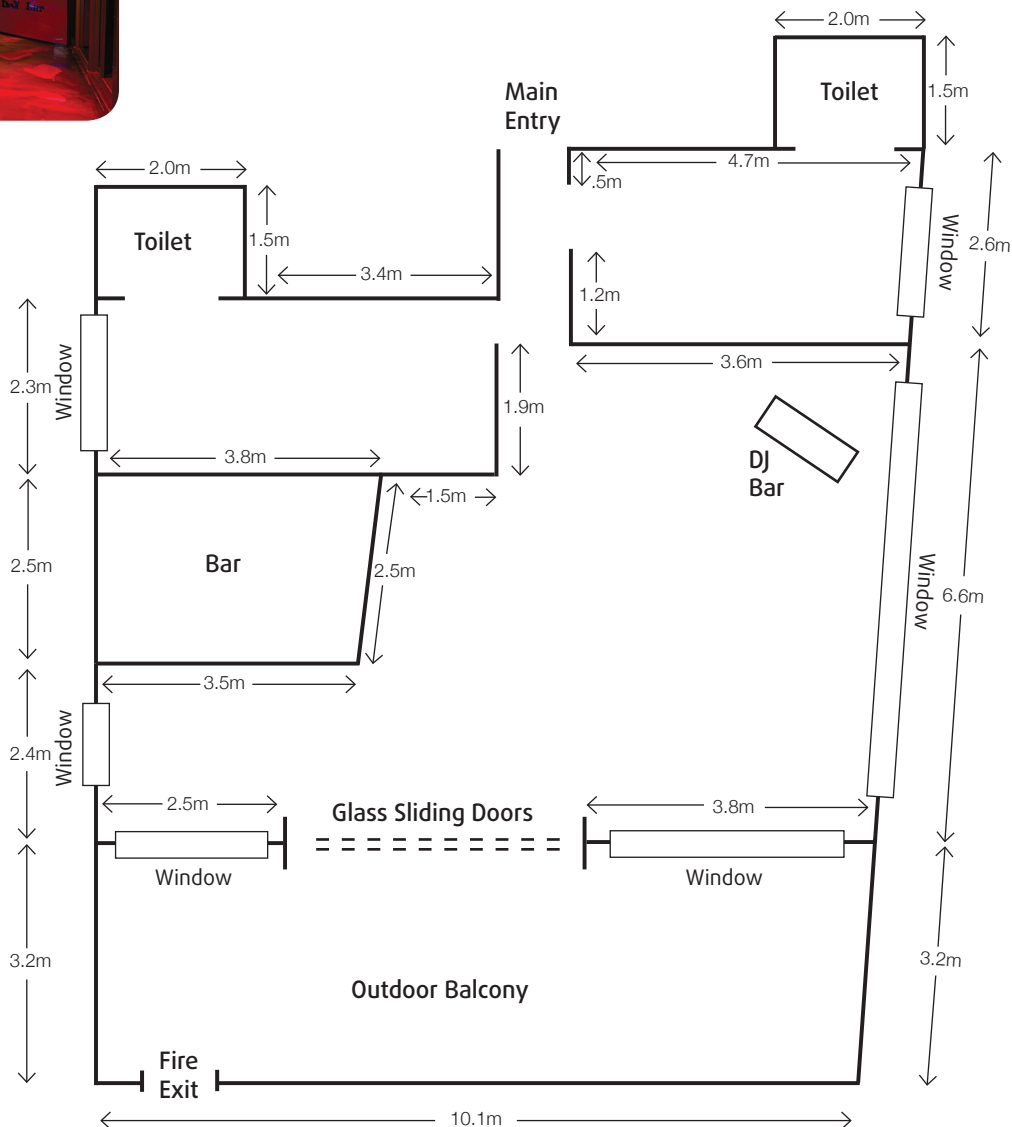 2.0m
Toilet
1.5m
Main
Entry
4.7m
.5m
2.0m
Toilet
1.5m
3.4m
Window
2.6m
1.2m
3.6m
2.3m
Window
1.9m
3.8m
1.5m
DJ
Bar
2.5m
Bar
2.5m
Window
6.6m
3.5m
2.4m
Window
2.5m
Glass Sliding Doors
3.8m
Window
Window
3.2m
3.2m
Outdoor Balcony
Fire
Exit
10.1m